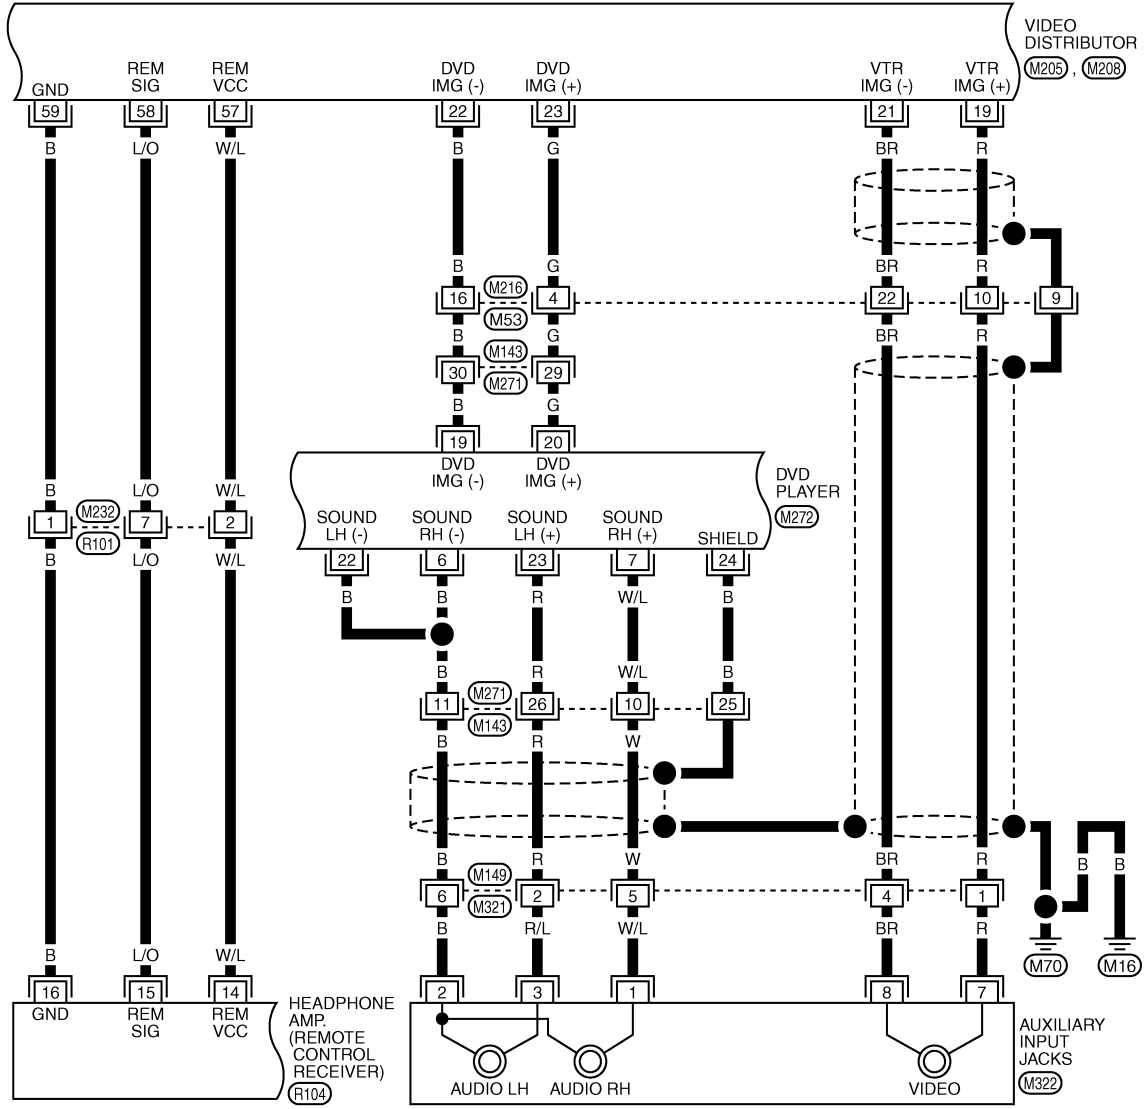 VIDEO
DISTRIBUTOR
M205 , M208
GND
REM
SIG
REM
VCC
DVD
IMG (-)
DVD
IMG (+)
VTR
IMG (-)
VTR
IMG (+)
59 58 57 22 23 21 19
B L/O W/L B G BR R
B G BR R
16 M216 4 22 10 9
M53
B G BR R
M143
30 29
M271
B G
19 20
DVD
IMG (-)
DVD
IMG (+)
DVD
PLAYER
M272
B L/O W/L
1 M232 7 2
R101
B L/O W/L
SOUND
LH (-)
SOUND
RH (-)
SOUND
LH (+)
SOUND
RH (+)
SHIELD
22 6 23 7 24
B B R W/L B
B R W/L B
11 M271 26 10 25
M143
B R W
B R W BR R B B
6 M149 2 5 4 1
M321
B R/L W/L BR R
B L/O W/L
M70 M16
16 15 14 2 3 1 8 7
GND
REM
SIG
REM
VCC
HEADPHONE
AMP.
(REMOTE
CONTROL
RECEIVER)
R104
AUDIO LH
AUDIO RH
VIDEO
AUXILIARY
INPUT
JACKS
M322